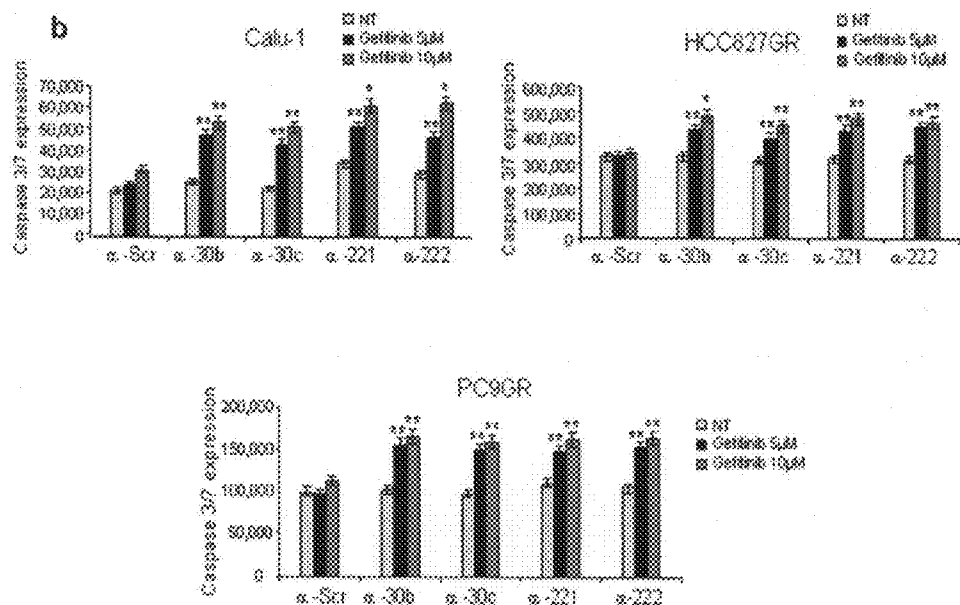 b
Calu-1
NT
Gefitinib 5µM
Gefitinib 10µM
Caspase 3/7 expression
70,000
60,000
50,000
40,000
30,000
20,000
10,000
0
** ** ** ** ** * ** *
α-Scr α-30b α-30c α-221 α-222
HCC827GR
NT
Gefitinib 5µM
Gefitinib 10µM
Caspase 3/7 expression
600,000
500,000
400,000
300,000
200,000
100,000
0
** * ** ** ** ** ** **
α-Scr α-30b α-30c α-221 α-222
PC9GR
NT
Gefitinib 5µM
Gefitinib 10µM
Caspase 3/7 expression
200,000
150,000
100,000
50,000
0
** ** ** ** ** ** ** **
α-Scr α-30b α-30c α-221 α-222